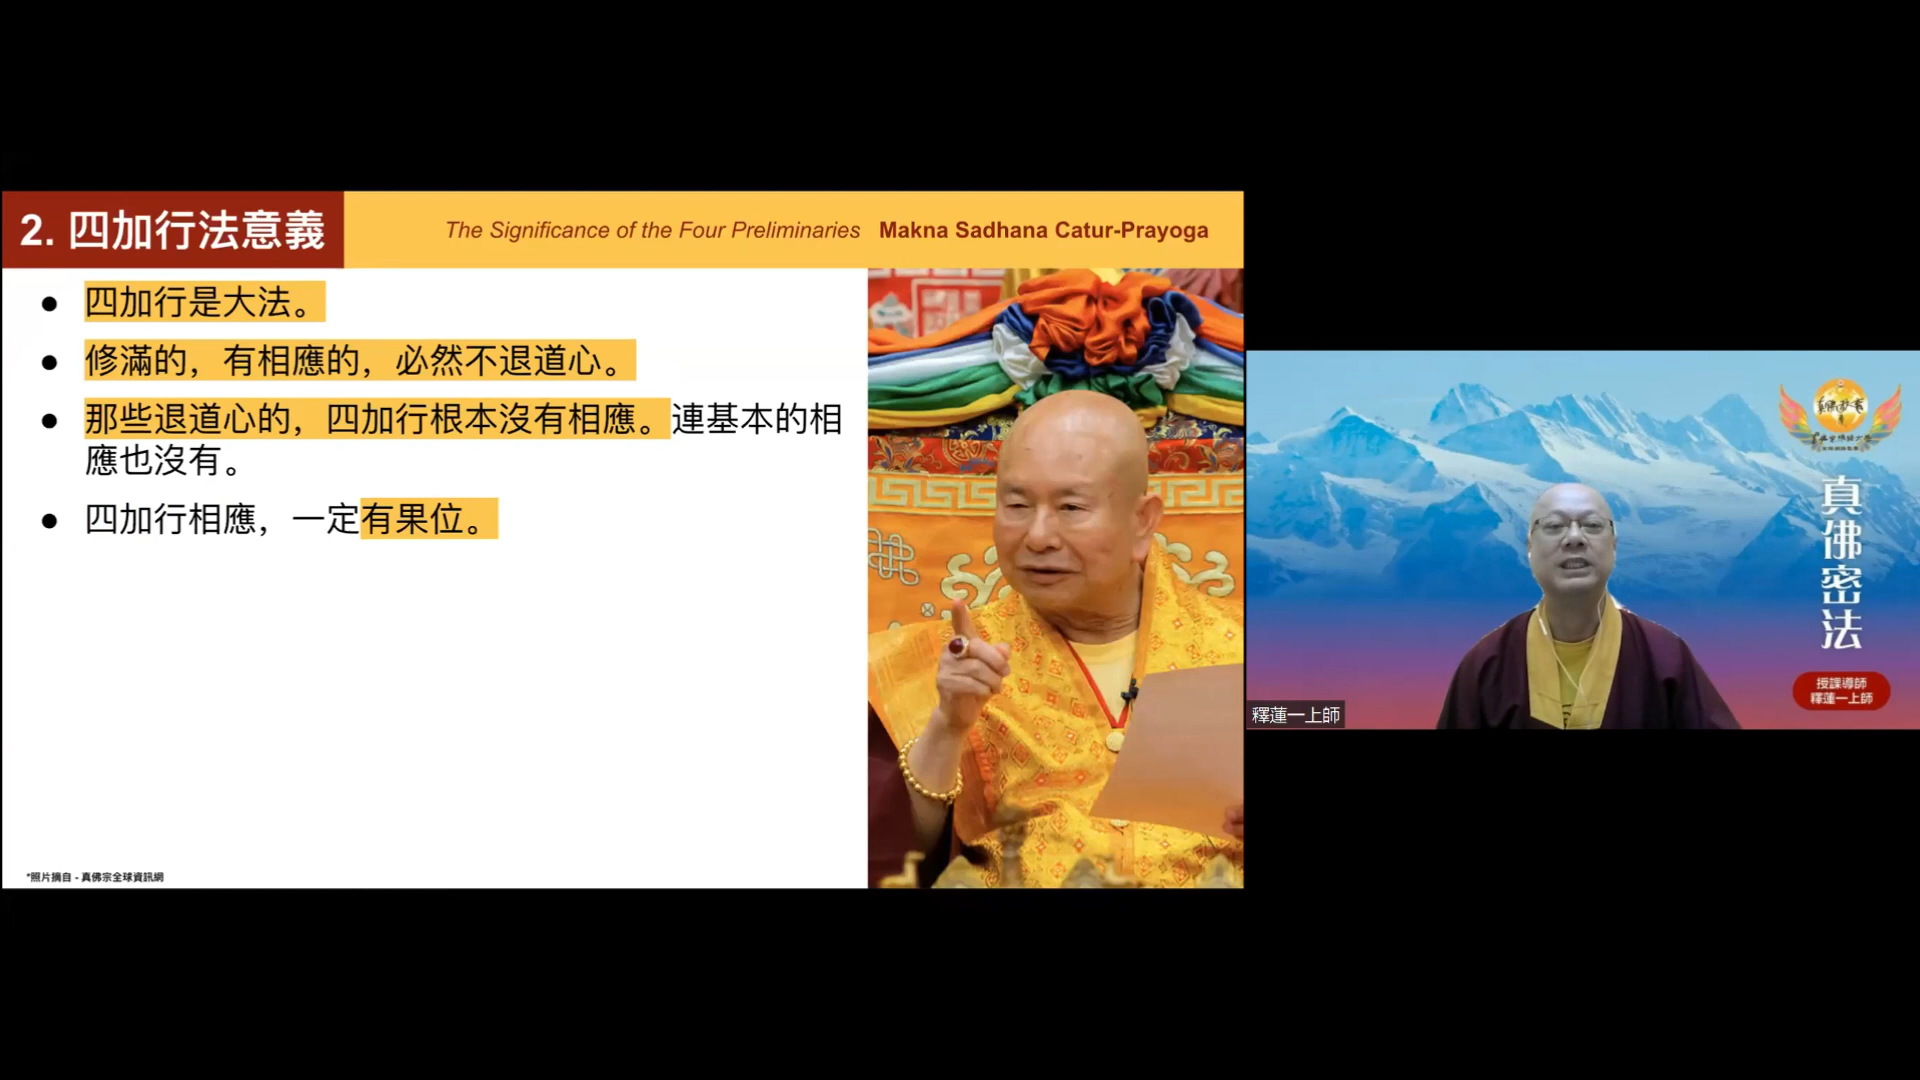 2. 四加行法意義
The Significance of the Four Preliminaries Makna Sadhana Catur-Prayoga
● 四加行是大法。
● 修滿的，有相應的，必然不退道心。
● 那些退道心的，四加行根本沒有相應。連基本的相
應也沒有。
● 四加行相應，一定有果位。
*照片摘自 - 真佛宗全球資訊網
真佛密法
授課導師
釋蓮一上師
釋蓮一上師